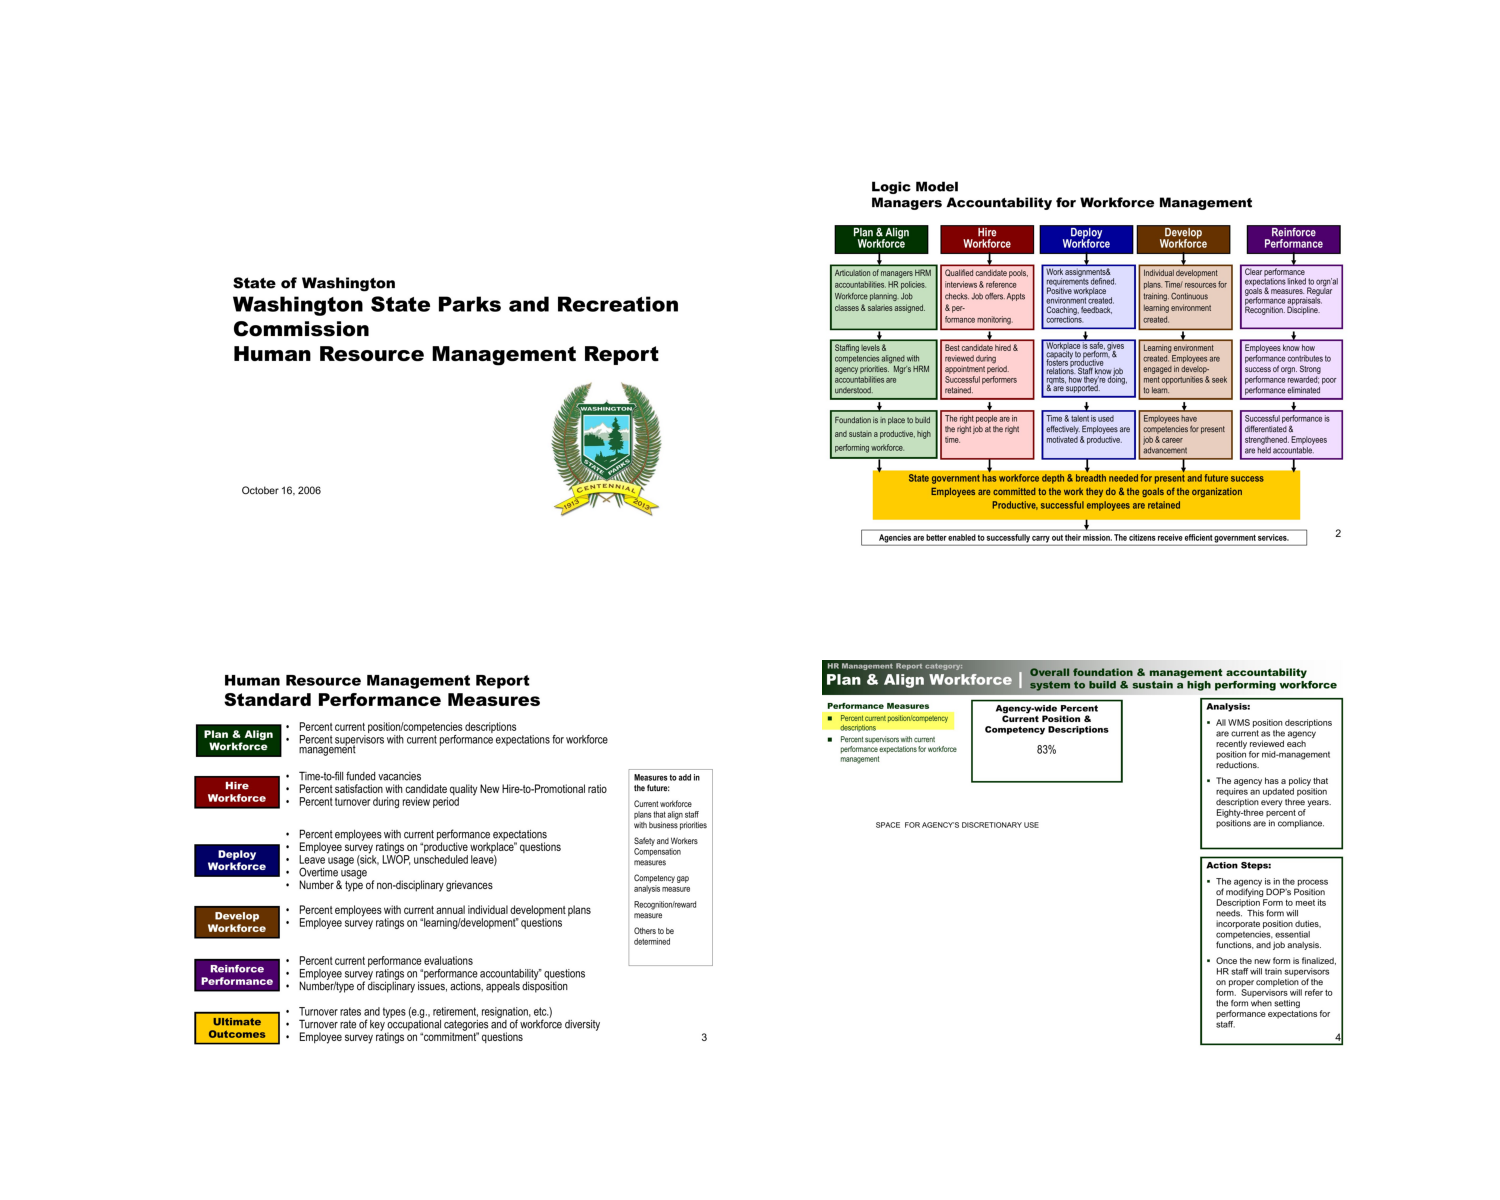 State of Washington
Washington State Parks and Recreation
Commission
Human Resource Management Report
WASHINGTON
STATE PARKS
CENTENNIAL
1913
2013
October 16, 2006
Logic Model
Managers Accountability for Workforce Management
Plan & Align
Workforce
Articulation of managers HRM
accountabilities. HR policies.
Workforce planning. Job
classes & salaries assigned.
Staffing levels &
competencies aligned with
agency priorities. Mgr's HRM
accountabilities are
understood.
Foundation is in place to build
and sustain a productive, high
performing workforce.
Hire
Workforce
Qualified candidate pools,
interviews & reference
checks. Job offers. Appts
& per-
formance monitoring.
Best candidate hired &
reviewed during
appointment period.
Successful performers
retained.
The right people are in
the right job at the right
time.
Deploy
Workforce
Work assignments&
requirements defined.
Positive workplace
environment created.
Coaching, feedback,
corrections.
Workplace is safe, gives
capacity to perform, &
fosters productive
relations. Staff know job
rqmts, how they're doing,
& are supported.
Time & talent is used
effectively. Employees are
motivated & productive.
Develop
Workforce
Individual development
plans. Time/ resources for
training. Continuous
learning environment
created.
Learning environment
created. Employees are
engaged in develop-
ment opportunities & seek
to learn.
Employees have
competencies for present
job & career
advancement
Reinforce
Performance
Clear performance
expectations linked to orgn'al
goals & measures. Regular
performance appraisals.
Recognition. Discipline.
Employees know how
performance contributes to
success of orgn. Strong
performance rewarded; poor
performance eliminated
Successful performance is
differentiated &
strengthened. Employees
are held accountable.
State government has workforce depth & breadth needed for present and future success
Employees are committed to the work they do & the goals of the organization
Productive, successful employees are retained
Agencies are better enabled to successfully carry out their mission. The citizens receive efficient government services.
2
Human Resource Management Report
Standard Performance Measures
Plan & Align
Workforce
• Percent current position/competencies descriptions
• Percent supervisors with current performance expectations for workforce
management
Hire
Workforce
• Time-to-fill funded vacancies
• Percent satisfaction with candidate quality New Hire-to-Promotional ratio
• Percent turnover during review period
Deploy
Workforce
• Percent employees with current performance expectations
• Employee survey ratings on "productive workplace" questions
• Leave usage (sick, LWOP, unscheduled leave)
• Overtime usage
• Number & type of non-disciplinary grievances
Develop
Workforce
• Percent employees with current annual individual development plans
• Employee survey ratings on "learning/development" questions
Reinforce
Performance
• Percent current performance evaluations
• Employee survey ratings on "performance accountability" questions
• Number/type of disciplinary issues, actions, appeals disposition
Ultimate
Outcomes
• Turnover rates and types (e.g., retirement, resignation, etc.)
• Turnover rate of key occupational categories and of workforce diversity
• Employee survey ratings on "commitment" questions
Measures to add in
the future:
Current workforce
plans that align staff
with business priorities
Safety and Workers
Compensation
measures
Competency gap
analysis measure
Recognition/reward
measure
Others to be
determined
3
HR Management Report category:
Plan & Align Workforce
Overall foundation & management accountability
system to build & sustain a high performing workforce
Performance Measures
■ Percent current position/competency
descriptions
■ Percent supervisors with current
performance expectations for workforce
management
Agency-wide Percent
Current Position &
Competency Descriptions
83%
SPACE FOR AGENCY'S DISCRETIONARY USE
Analysis:
▪ All WMS position descriptions
are current as the agency
recently reviewed each
position for mid-management
reductions.
▪ The agency has a policy that
requires an updated position
description every three years.
Eighty-three percent of
positions are in compliance.
Action Steps:
▪ The agency is in the process
of modifying DOP's Position
Description Form to meet its
needs. This form will
incorporate position duties,
competencies, essential
functions, and job analysis.
▪ Once the new form is finalized,
HR staff will train supervisors
on proper completion of the
form. Supervisors will refer to
the form when setting
performance expectations for
staff.
4